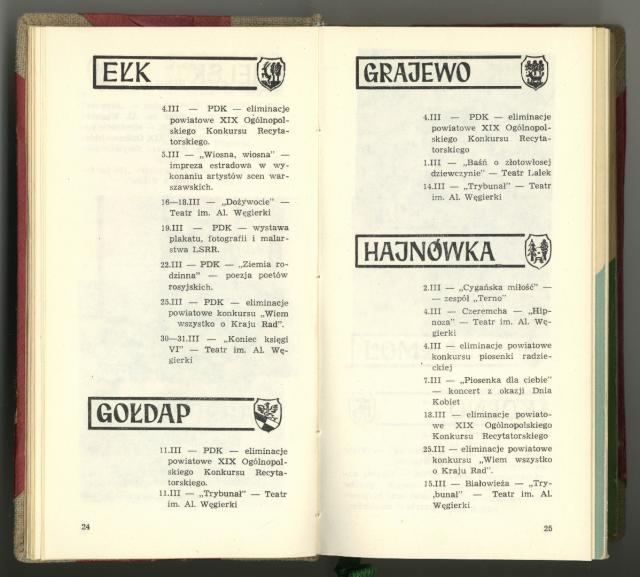 EŁK
4.III — PDK — eliminacje
powiatowe XIX Ogólnopol-
skiego Konkursu Recyta-
torskiego.
5.III — „Wiosna, wiosna" —
impreza estradowa w wy-
konaniu artystów scen war-
szawskich.
16—18.III — „Dożywocie" —
Teatr im. Al. Węgierki
19.III — PDK — wystawa
plakatu, fotografii i malar-
stwa LSRR.
22.III — PDK — „Ziemia ro-
dzinna" — poezja poetów
rosyjskich.
25.III — PDK — eliminacje
powiatowe konkursu „Wiem
wszystko o Kraju Rad".
30—31.III — „Koniec księgi
VI" — Teatr im. Al. Wę-
gierki
GOŁDAP
11.III — PDK — eliminacje
powiatowe XIX Ogólnopol-
skiego Konkursu Recyta-
torskiego.
11.III — „Trybunał" — Teatr
im. Al. Węgierki
24
GRAJEWO
4.III — PDK — eliminacje
powiatowe XIX Ogólnopol-
skiego Konkursu Recyta-
torskiego
1.III — „Baśń o złotowłosej
dziewczynie" — Teatr Lalek
14.III — „Trybunał" — Teatr
im. Al. Węgierki
HAJNÓWKA
2.III — „Cygańska miłość" —
— zespół „Terno"
4.III — Czeremcha — „Hip-
noza" — Teatr im. Al. Wę-
gierki
4.III — eliminacje powiatowe
konkursu piosenki radzie-
ckiej
7.III — „Piosenka dla ciebie"
— koncert z okazji Dnia
Kobiet
18.III — eliminacje powiato-
we XIX Ogólnopolskiego
Konkursu Recytatorskiego
25.III — eliminacje powiatowe
konkursu „Wiem wszystko
o Kraju Rad".
15.III — Białowieża — „Try-
bunał" — Teatr im. Al.
Węgierki
25